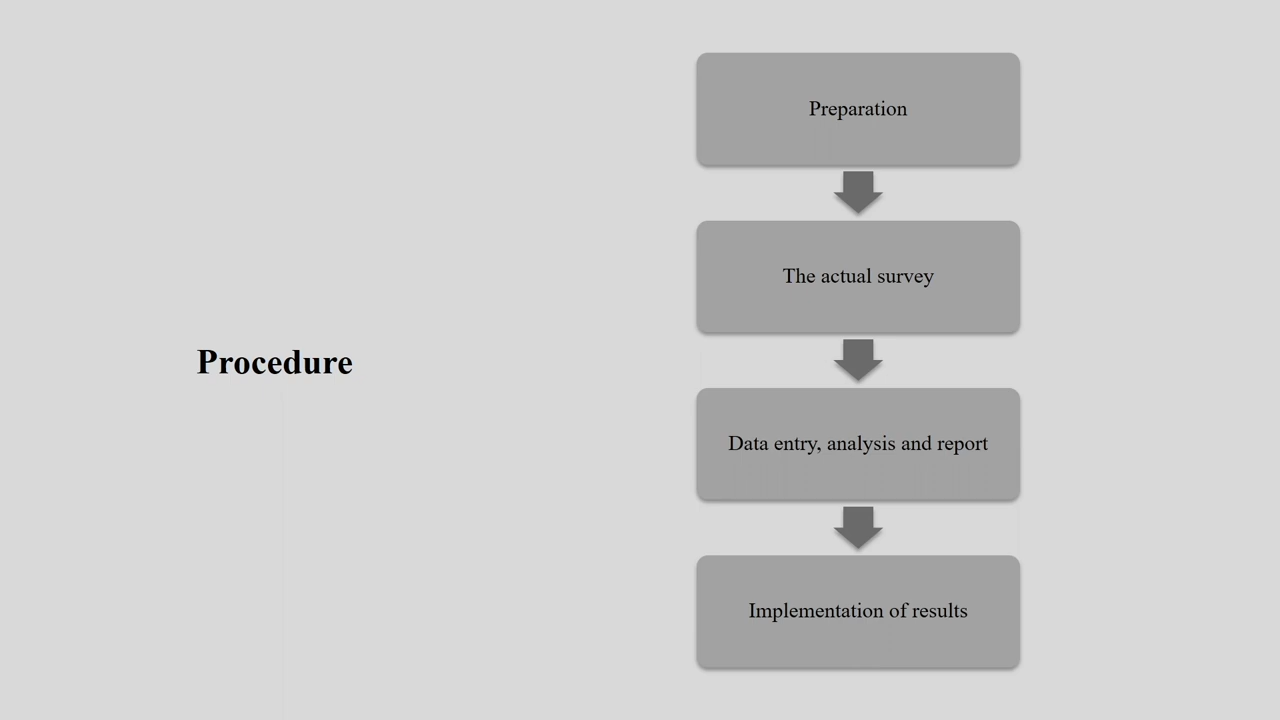 Procedure
Preparation
The actual survey
Data entry, analysis and report
Implementation of results